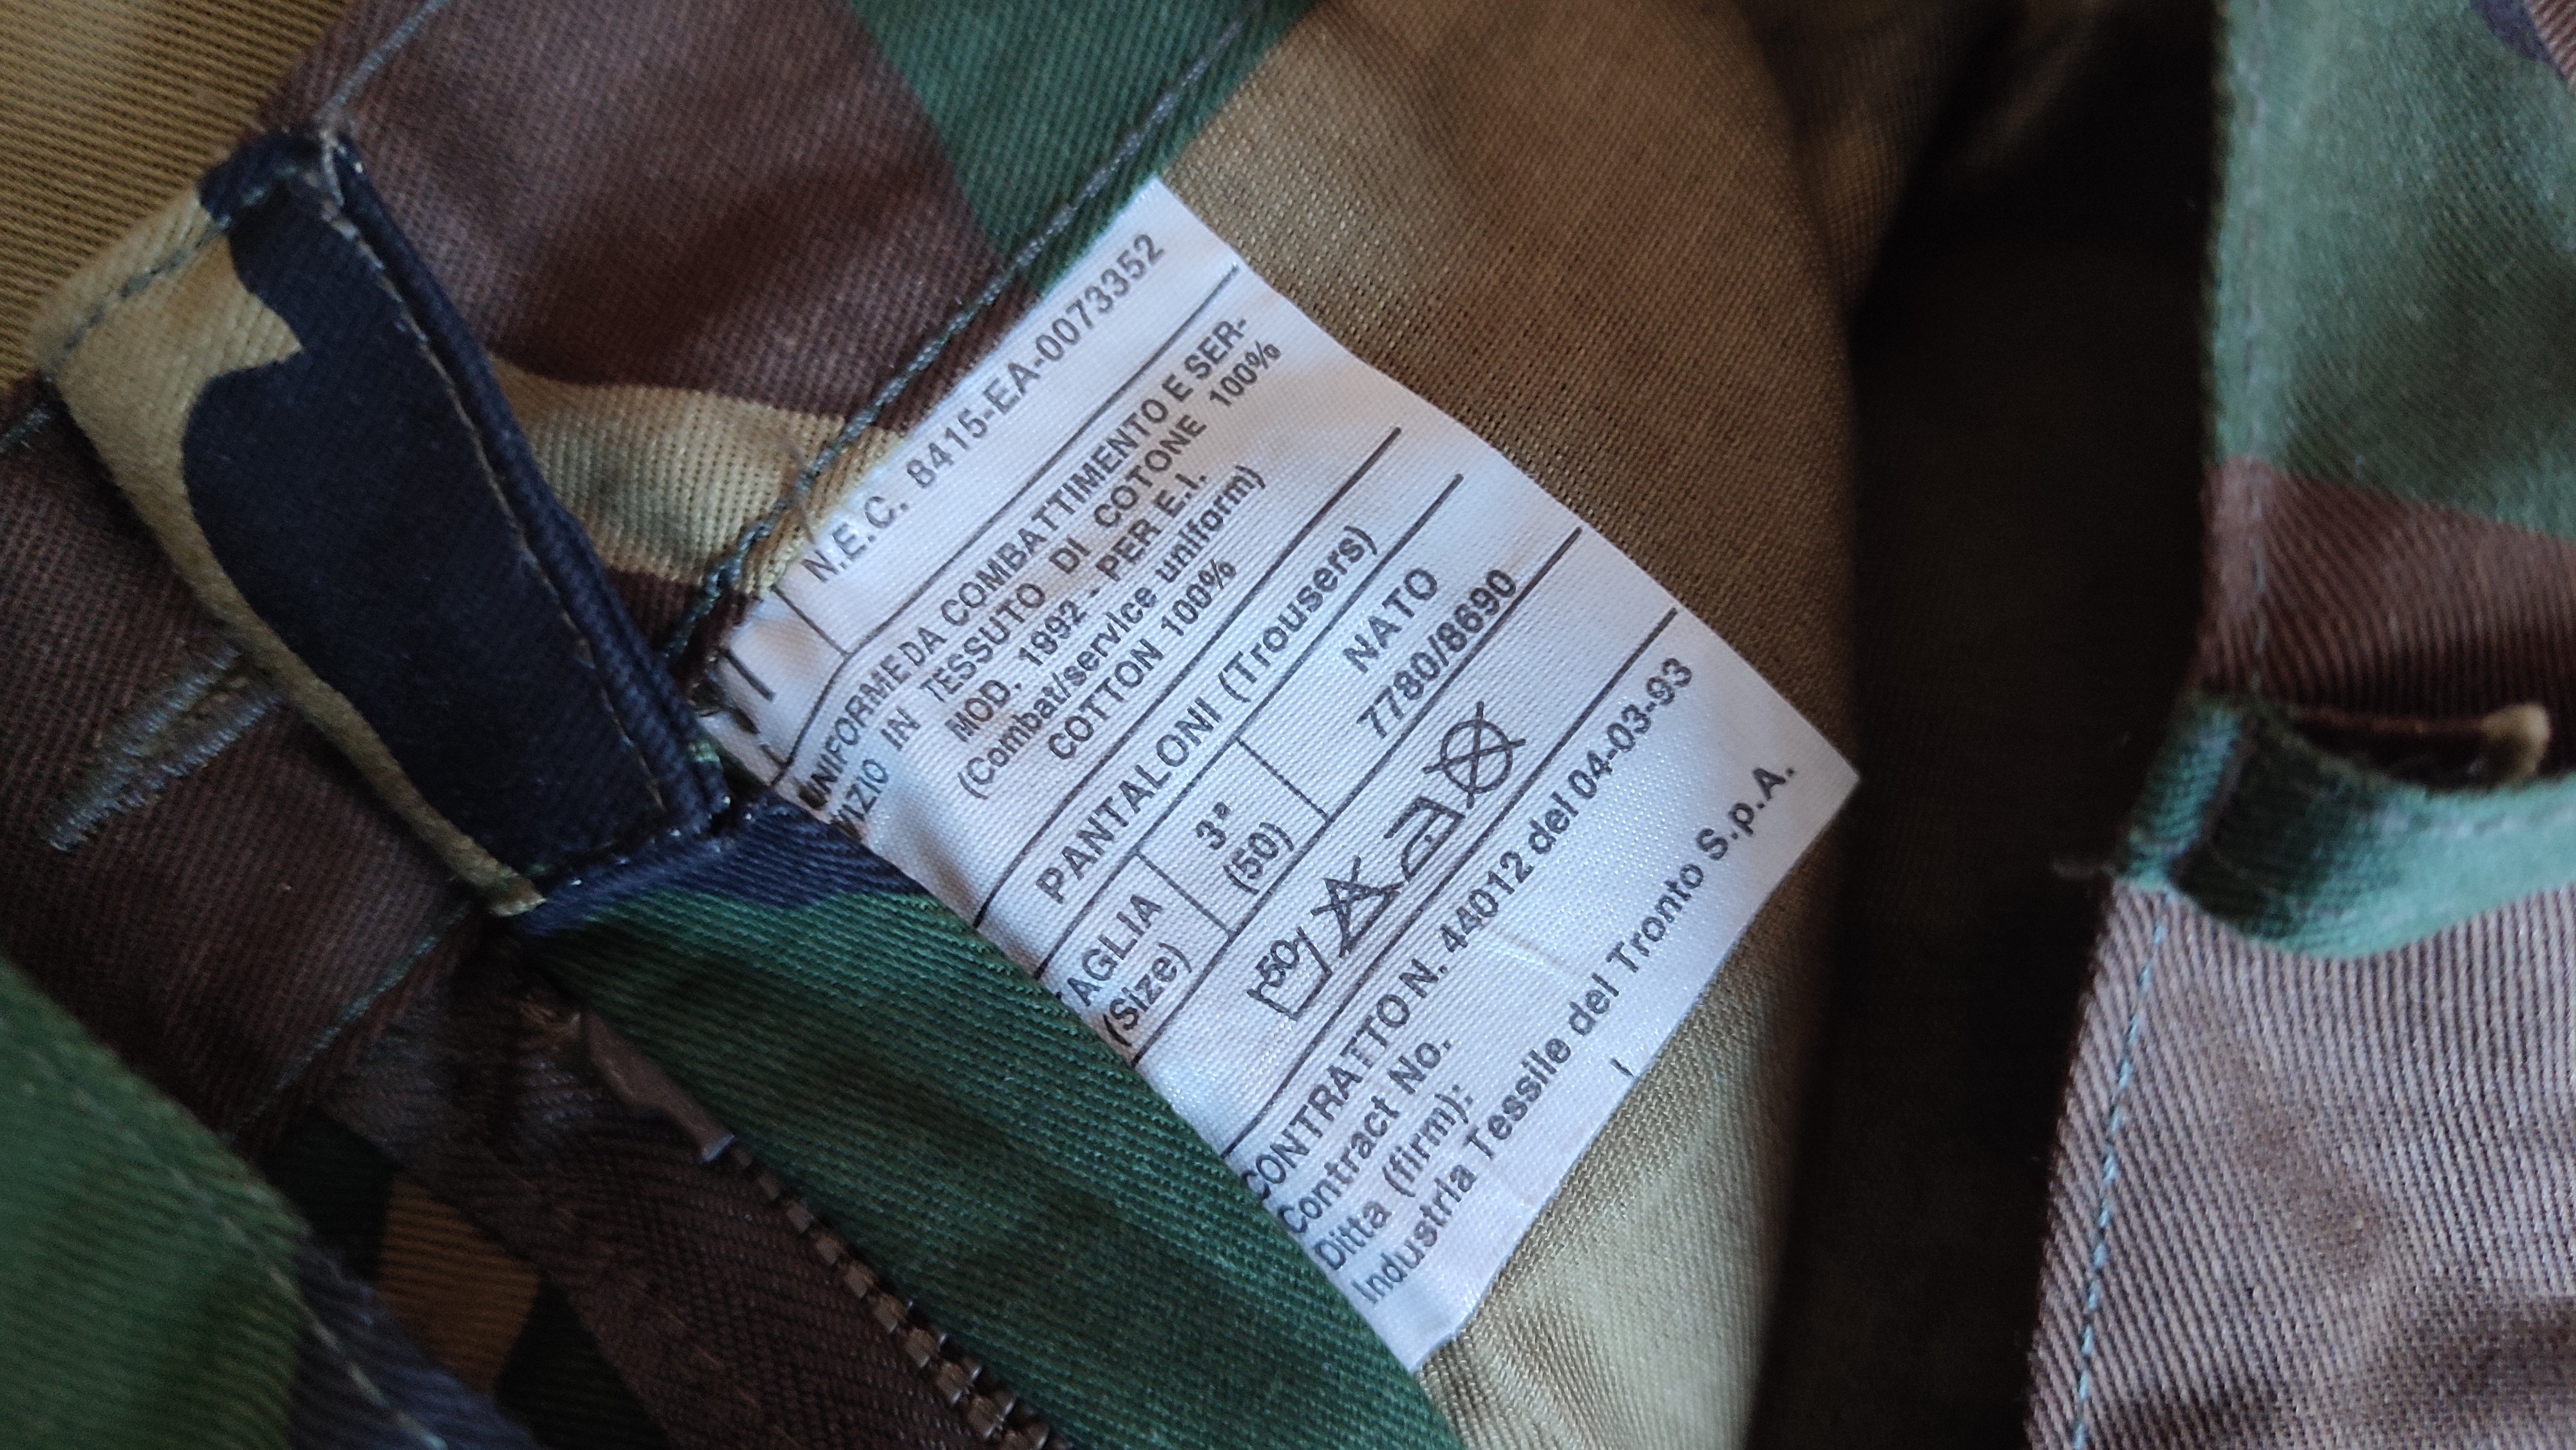 N.E.C. 8415-EA-0073352
UNIFORME DA COMBATTIMENTO E SER-
VIZIO IN TESSUTO DI COTONE 100%
MOD. 1992 - PER E.I.
(Combat/service uniform)
COTTON 100%
PANTALONI (Trousers)
TAGLIA
(Size)
3ª
(50)
NATO
7780/8690
50
CONTRATTO N. 44012 del 04-03-93
Contract No.
Ditta (firm):
Industria Tessile del Tronto S.p.A.